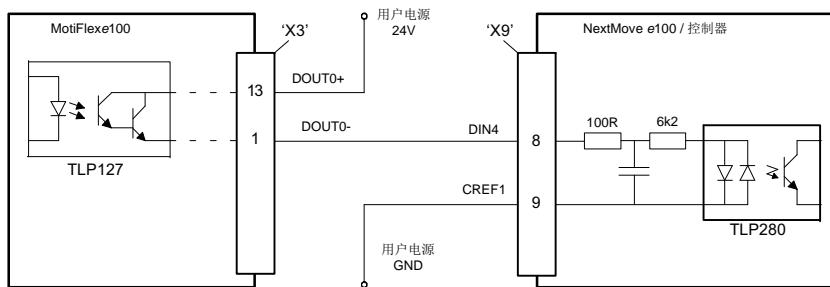 MotiFlexe100
'X3'
用户电源
24V
'X9'
NextMove e100 / 控制器
13
DOUT0+
1
DOUT0-
DIN4
8
100R
6k2
TLP127
CREF1
9
TLP280
用户电源
GND